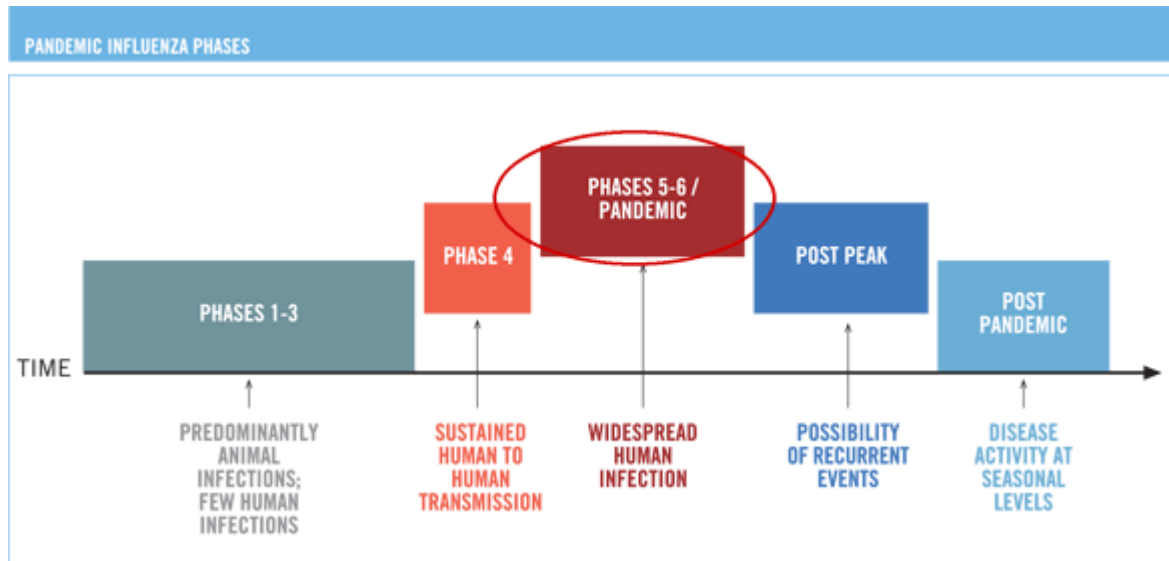 PANDEMIC INFLUENZA PHASES
PHASES 5-6 /
PANDEMIC
PHASE 4
POST PEAK
PHASES 1-3
POST
PANDEMIC
TIME
PREDOMINANTLY
ANIMAL
INFECTIONS;
FEW HUMAN
INFECTIONS
SUSTAINED
HUMAN TO
HUMAN
TRANSMISSION
WIDESPREAD
HUMAN
INFECTION
POSSIBILITY
OF RECURRENT
EVENTS
DISEASE
ACTIVITY AT
SEASONAL
LEVELS